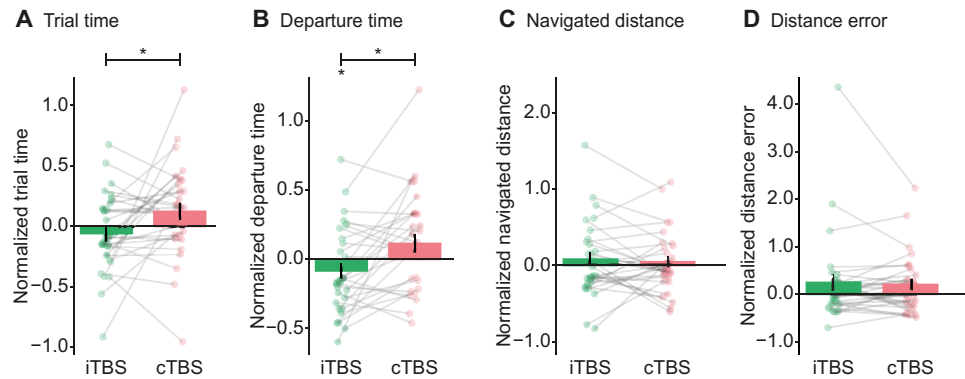 A Trial time
*
Normalized trial time
1.0
0.5
0.0
−0.5
−1.0
iTBS cTBS
B Departure time
*
*
Normalized departure time
1.0
0.5
0.0
−0.5
iTBS cTBS
C Navigated distance
Normalized navigated distance
2.0
1.0
0.0
−1.0
iTBS cTBS
D Distance error
Normalized distance error
4.0
3.0
2.0
1.0
0.0
−1.0
iTBS cTBS